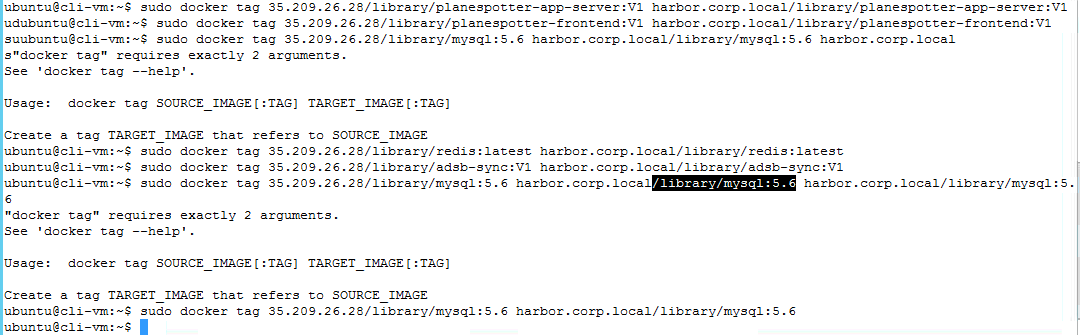 ubuntu@cli-vm:~$ sudo docker tag 35.209.26.28/library/planespotter-app-server:V1 harbor.corp.local/library/planespotter-app-server:V1
udubuntu@cli-vm:~$ sudo docker tag 35.209.26.28/library/planespotter-frontend:V1 harbor.corp.local/library/planespotter-frontend:V1
suubuntu@cli-vm:~$ sudo docker tag 35.209.26.28/library/mysql:5.6 harbor.corp.local/library/mysql:5.6 harbor.corp.local
s"docker tag" requires exactly 2 arguments.
See 'docker tag --help'.
Usage:  docker tag SOURCE_IMAGE[:TAG] TARGET_IMAGE[:TAG]
Create a tag TARGET_IMAGE that refers to SOURCE_IMAGE
ubuntu@cli-vm:~$ sudo docker tag 35.209.26.28/library/redis:latest harbor.corp.local/library/redis:latest
ubuntu@cli-vm:~$ sudo docker tag 35.209.26.28/library/adsb-sync:V1 harbor.corp.local/library/adsb-sync:V1
ubuntu@cli-vm:~$ sudo docker tag 35.209.26.28/library/mysql:5.6 harbor.corp.local/library/mysql:5.6 harbor.corp.local/library/mysql:5.
6
"docker tag" requires exactly 2 arguments.
See 'docker tag --help'.
Usage:  docker tag SOURCE_IMAGE[:TAG] TARGET_IMAGE[:TAG]
Create a tag TARGET_IMAGE that refers to SOURCE_IMAGE
ubuntu@cli-vm:~$ sudo docker tag 35.209.26.28/library/mysql:5.6 harbor.corp.local/library/mysql:5.6
ubuntu@cli-vm:~$